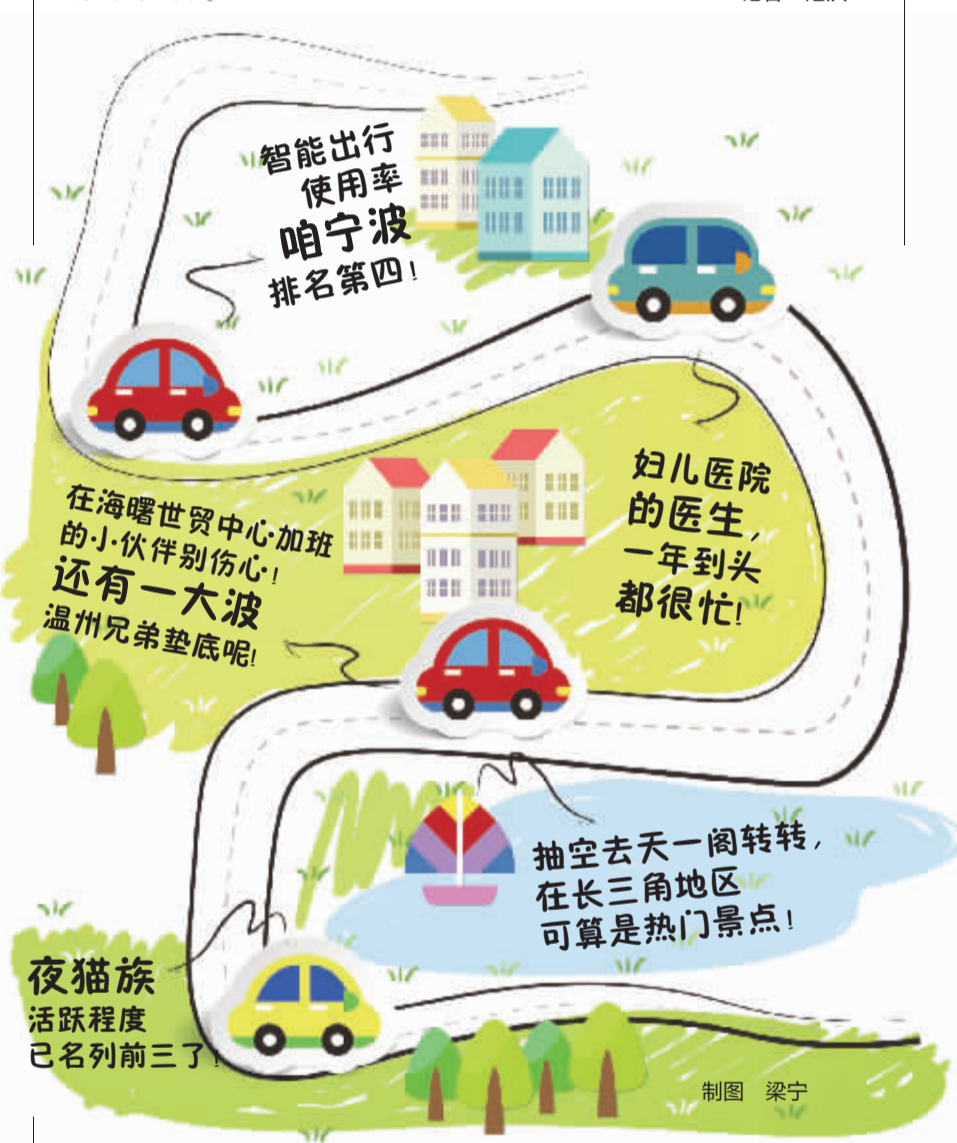 智能出行
使用率
咱宁波
排名第四!
妇儿医院
的医生,
一年到头
都很忙!
在海曙世贸中心加班
的小伙伴别伤心!
还有一大波
温州兄弟垫底呢!
抽空去天一阁转转,
在长三角地区
可算是热门景点!
夜猫族
活跃程度
已名列前三了!
制图 梁宁